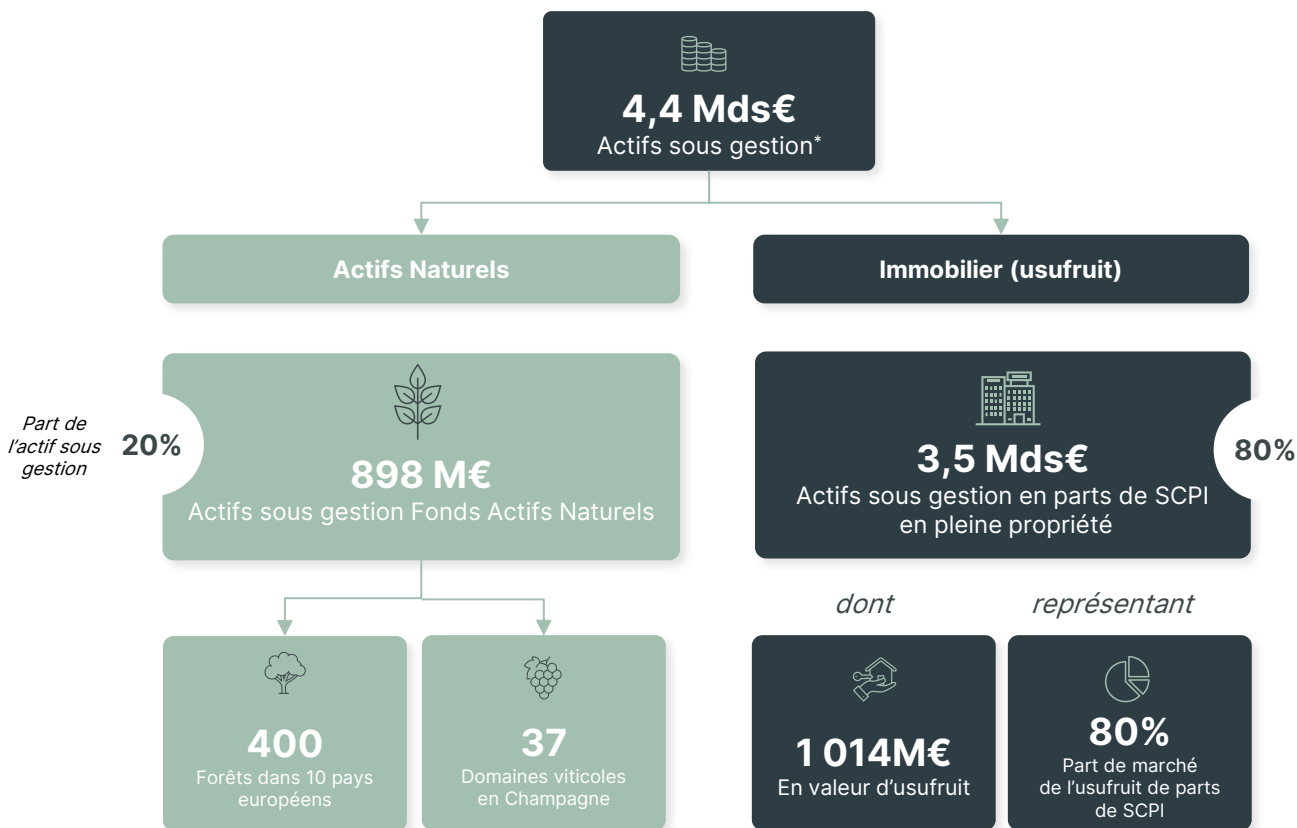 4,4 Mds€
Actifs sous gestion*
Actifs Naturels
Immobilier (usufruit)
Part de
l'actif sous
gestion
20%
898 M€
Actifs sous gestion Fonds Actifs Naturels
3,5 Mds€
Actifs sous gestion en parts de SCPI
en pleine propriété
80%
dont
représentant
400
Forêts dans 10 pays
européens
37
Domaines viticoles
en Champagne
1 014M€
En valeur d'usufruit
80%
Part de marché
de l'usufruit de parts
de SCPI